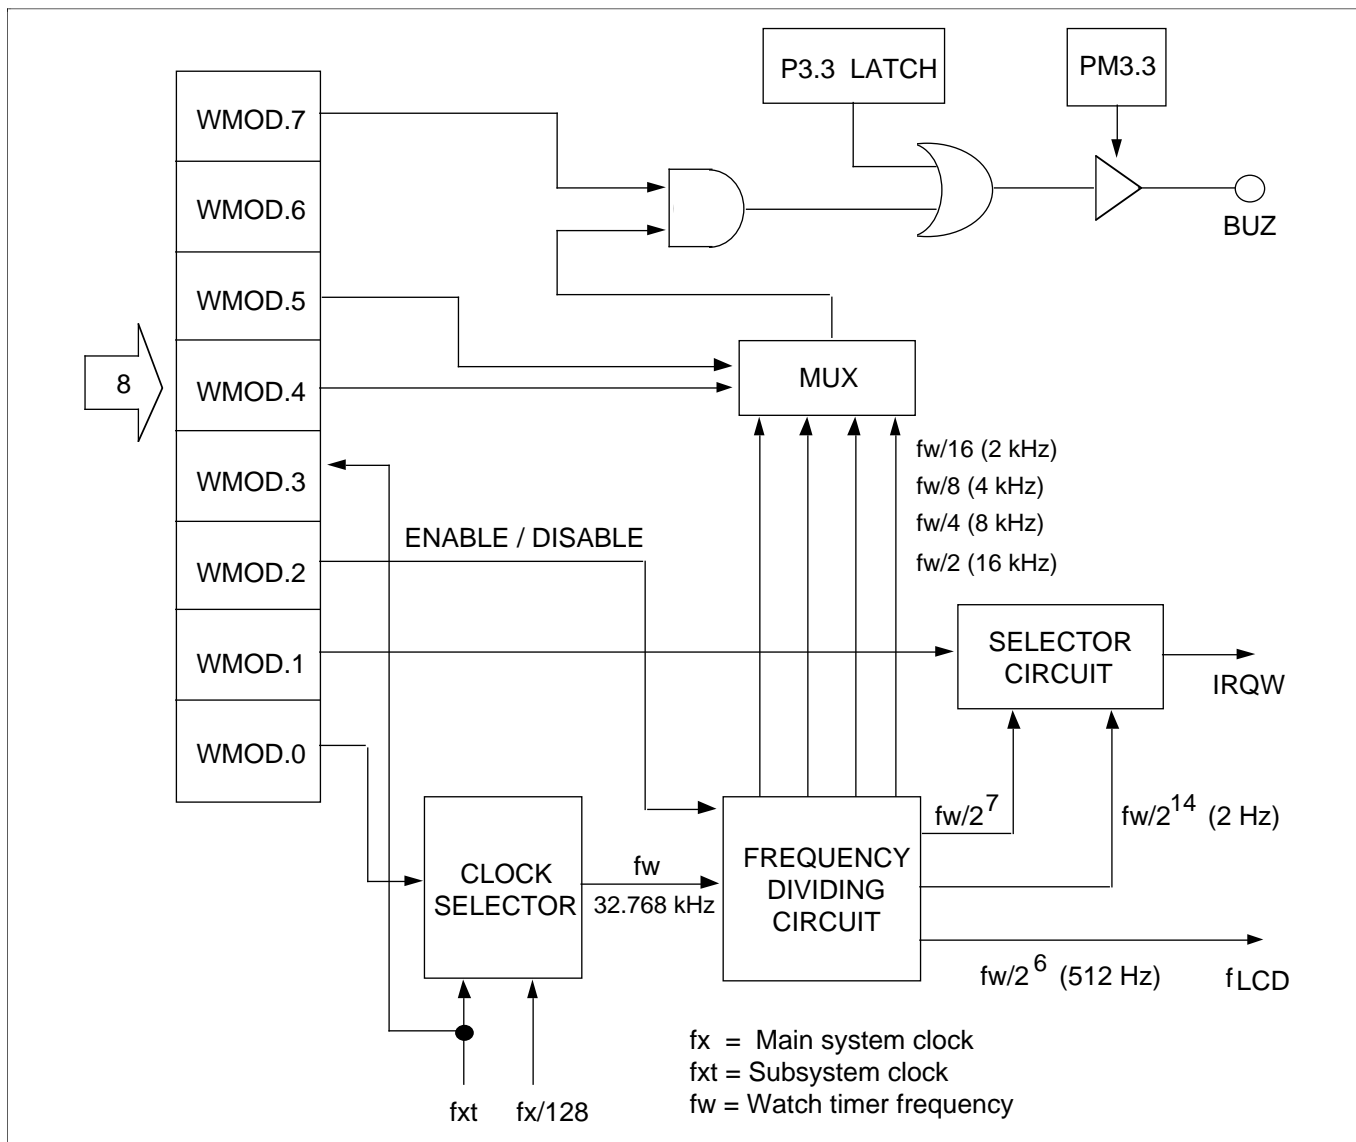 P3.3 LATCH
PM3.3
WMOD.7
WMOD.6
BUZ
WMOD.5
8
WMOD.4
MUX
fw/16 (2 kHz)
WMOD.3
fw/8 (4 kHz)
fw/4 (8 kHz)
ENABLE / DISABLE
fw/2 (16 kHz)
WMOD.2
WMOD.1
SELECTOR
CIRCUIT
IRQW
WMOD.0
fw/2^7
fw/2^14 (2 Hz)
CLOCK
SELECTOR
fw
32.768 kHz
FREQUENCY
DIVIDING
CIRCUIT
fw/2^6 (512 Hz)
fLCD
fx = Main system clock
fxt = Subsystem clock
fw = Watch timer frequency
fxt
fx/128